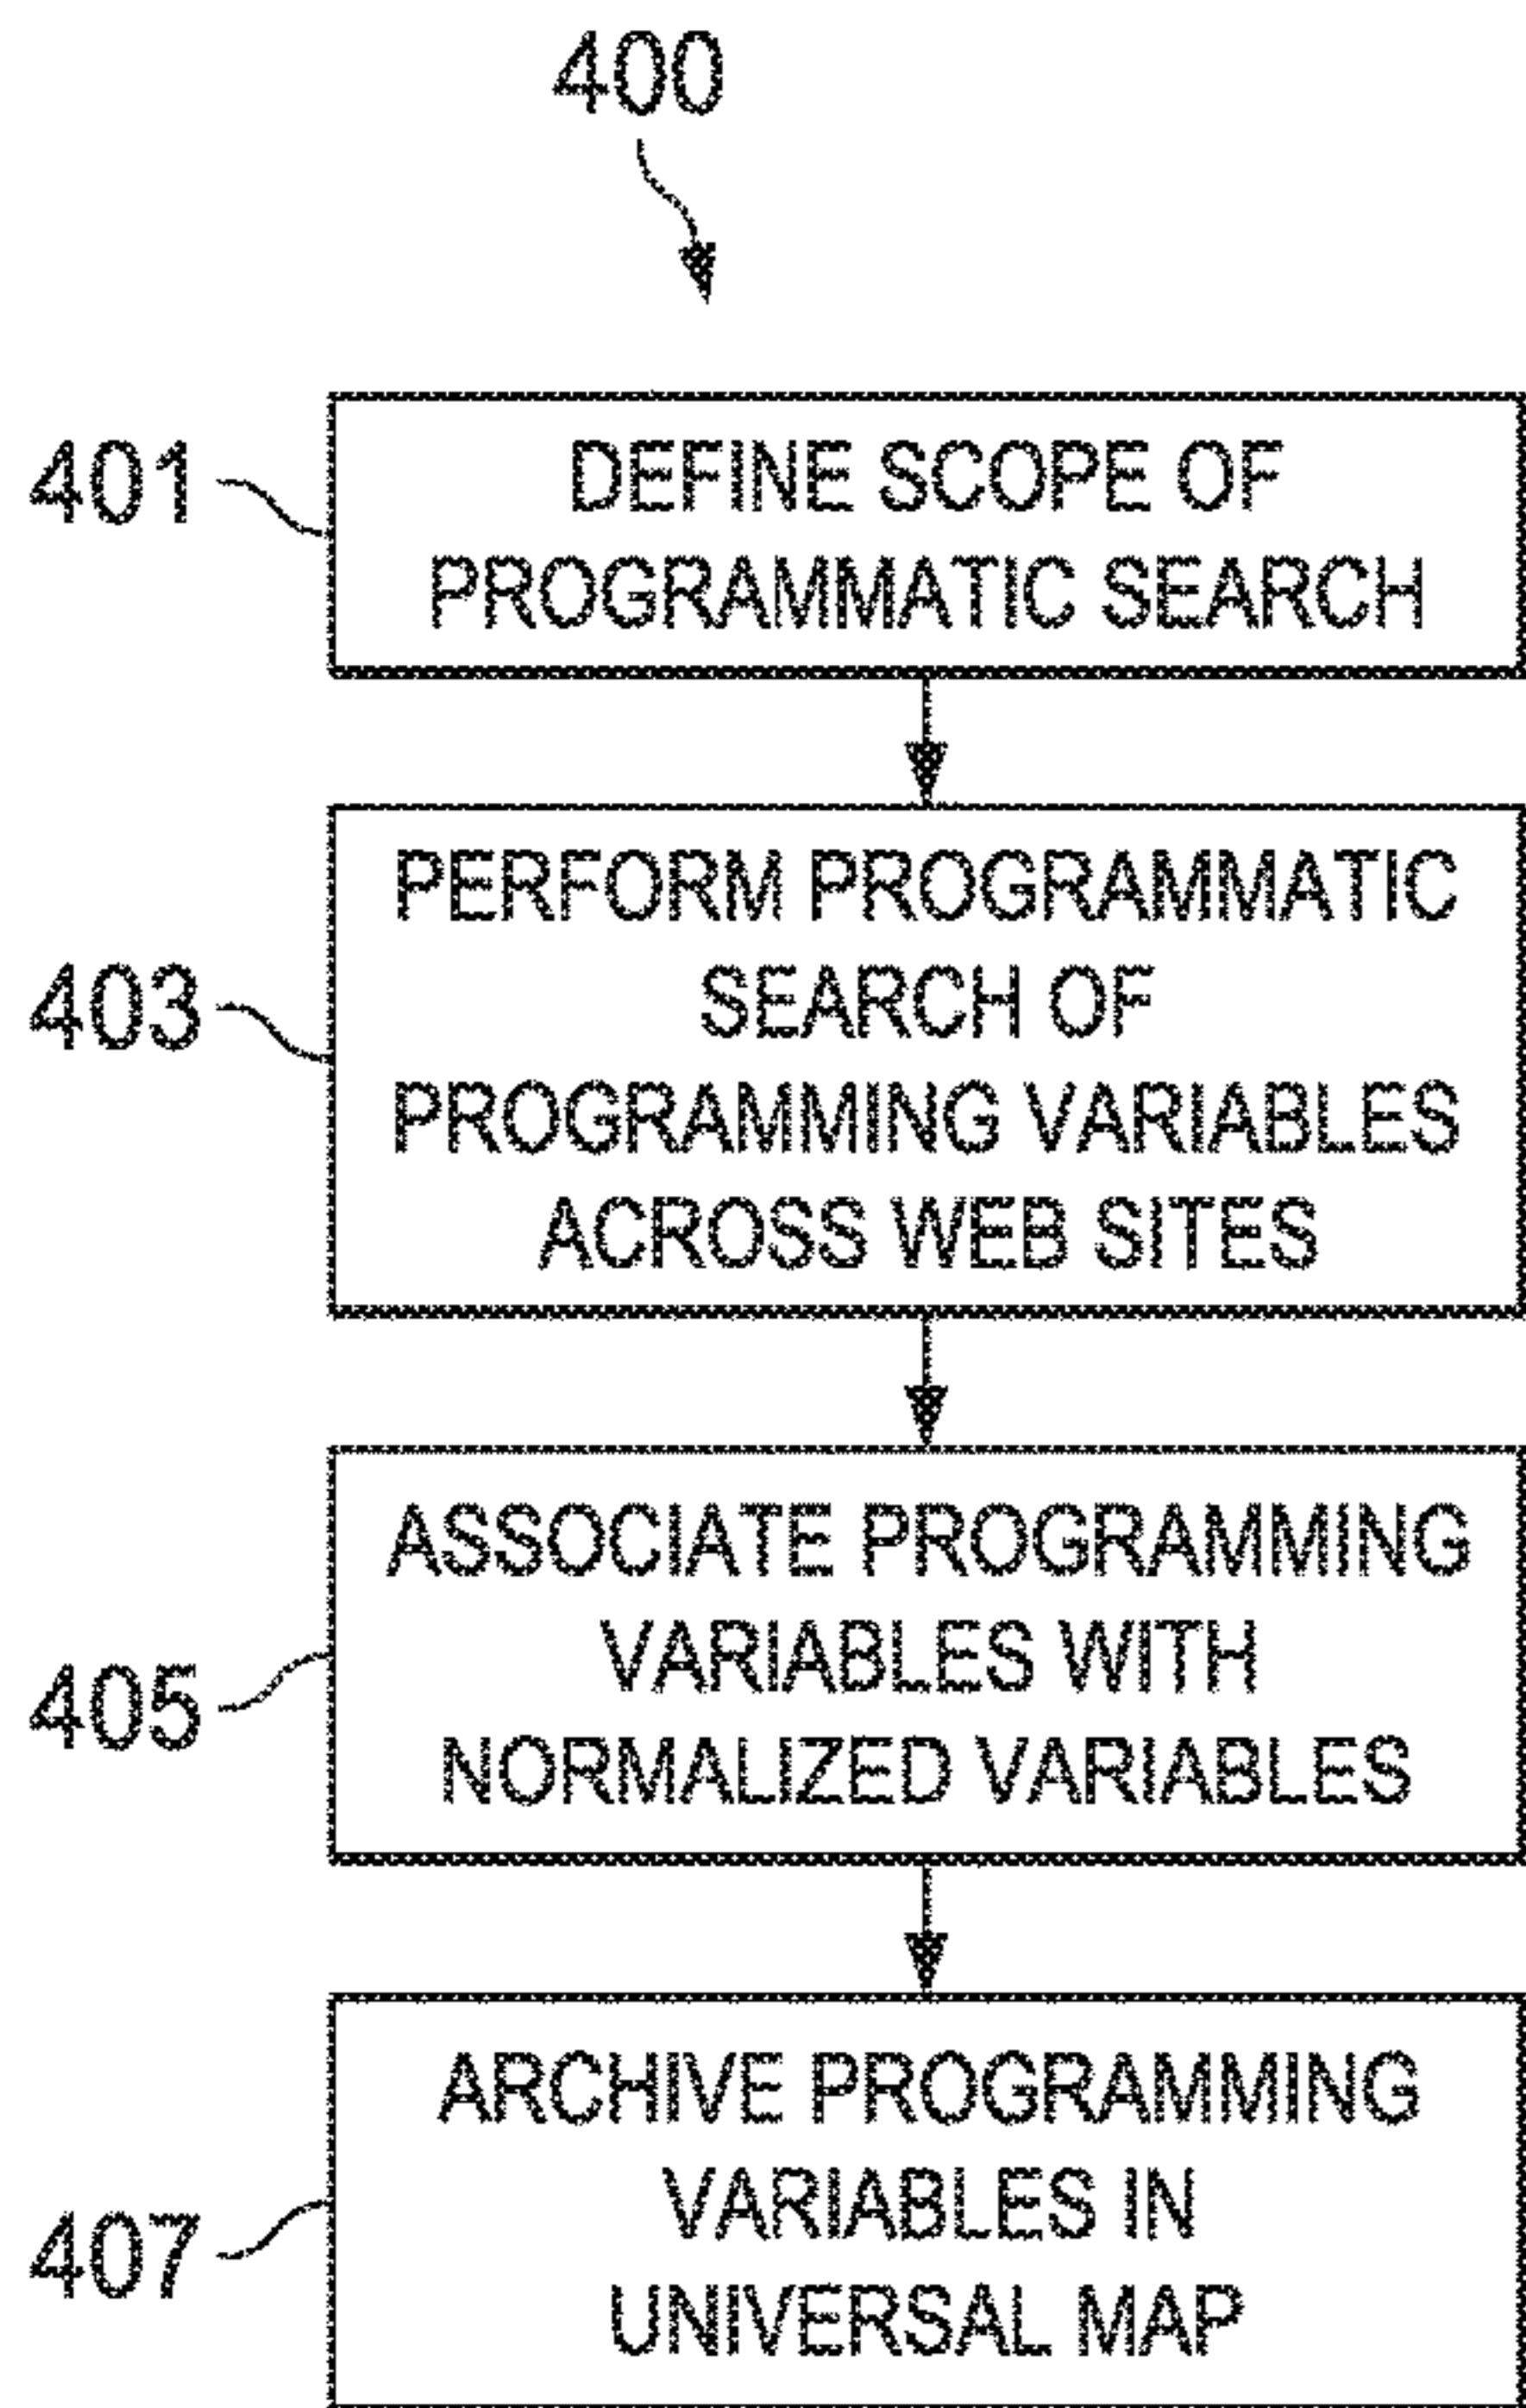 400
401
DEFINE SCOPE OF
PROGRAMMATIC SEARCH
403
PERFORM PROGRAMMATIC
SEARCH OF
PROGRAMMING VARIABLES
ACROSS WEB SITES
405
ASSOCIATE PROGRAMMING
VARIABLES WITH
NORMALIZED VARIABLES
407
ARCHIVE PROGRAMMING
VARIABLES IN
UNIVERSAL MAP